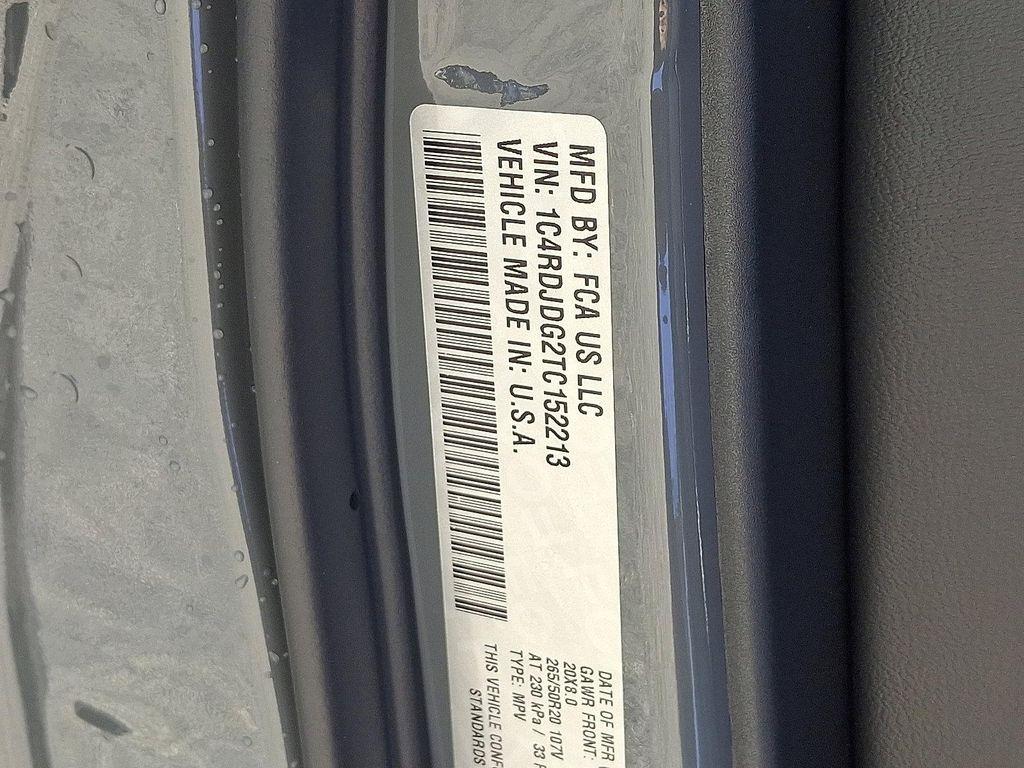 MFD BY: FCA US LLC
VIN: 1C4RDJDG2TC152213
VEHICLE MADE IN: U.S.A.
DATE OF MFR
GAWR FRONT:
20X8.0
265/50R20 107V
AT 230 kPa / 33
TYPE: MPV
THIS VEHICLE
STANDARDS